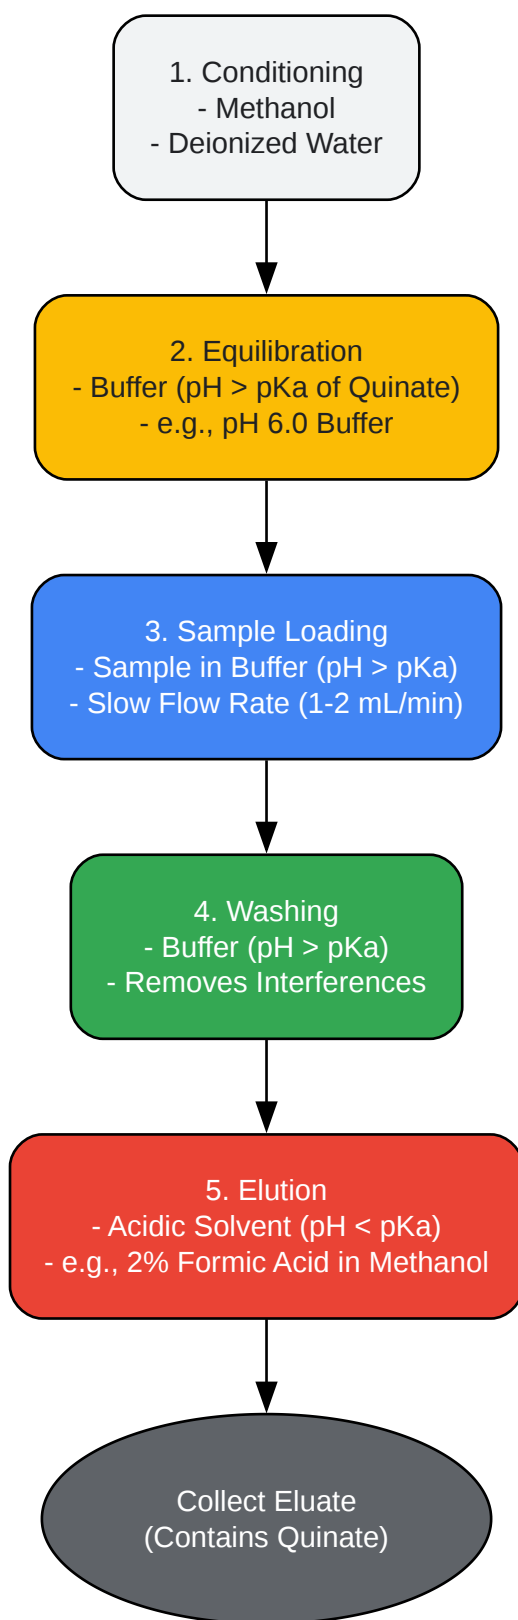 1. Conditioning
- Methanol
- Deionized Water
2. Equilibration
- Buffer (pH > pKa of Quinate)
- e.g., pH 6.0 Buffer
3. Sample Loading
- Sample in Buffer (pH > pKa)
- Slow Flow Rate (1-2 mL/min)
4. Washing
- Buffer (pH > pKa)
- Removes Interferences
5. Elution
- Acidic Solvent (pH < pKa)
- e.g., 2% Formic Acid in Methanol
Collect Eluate
(Contains Quinate)